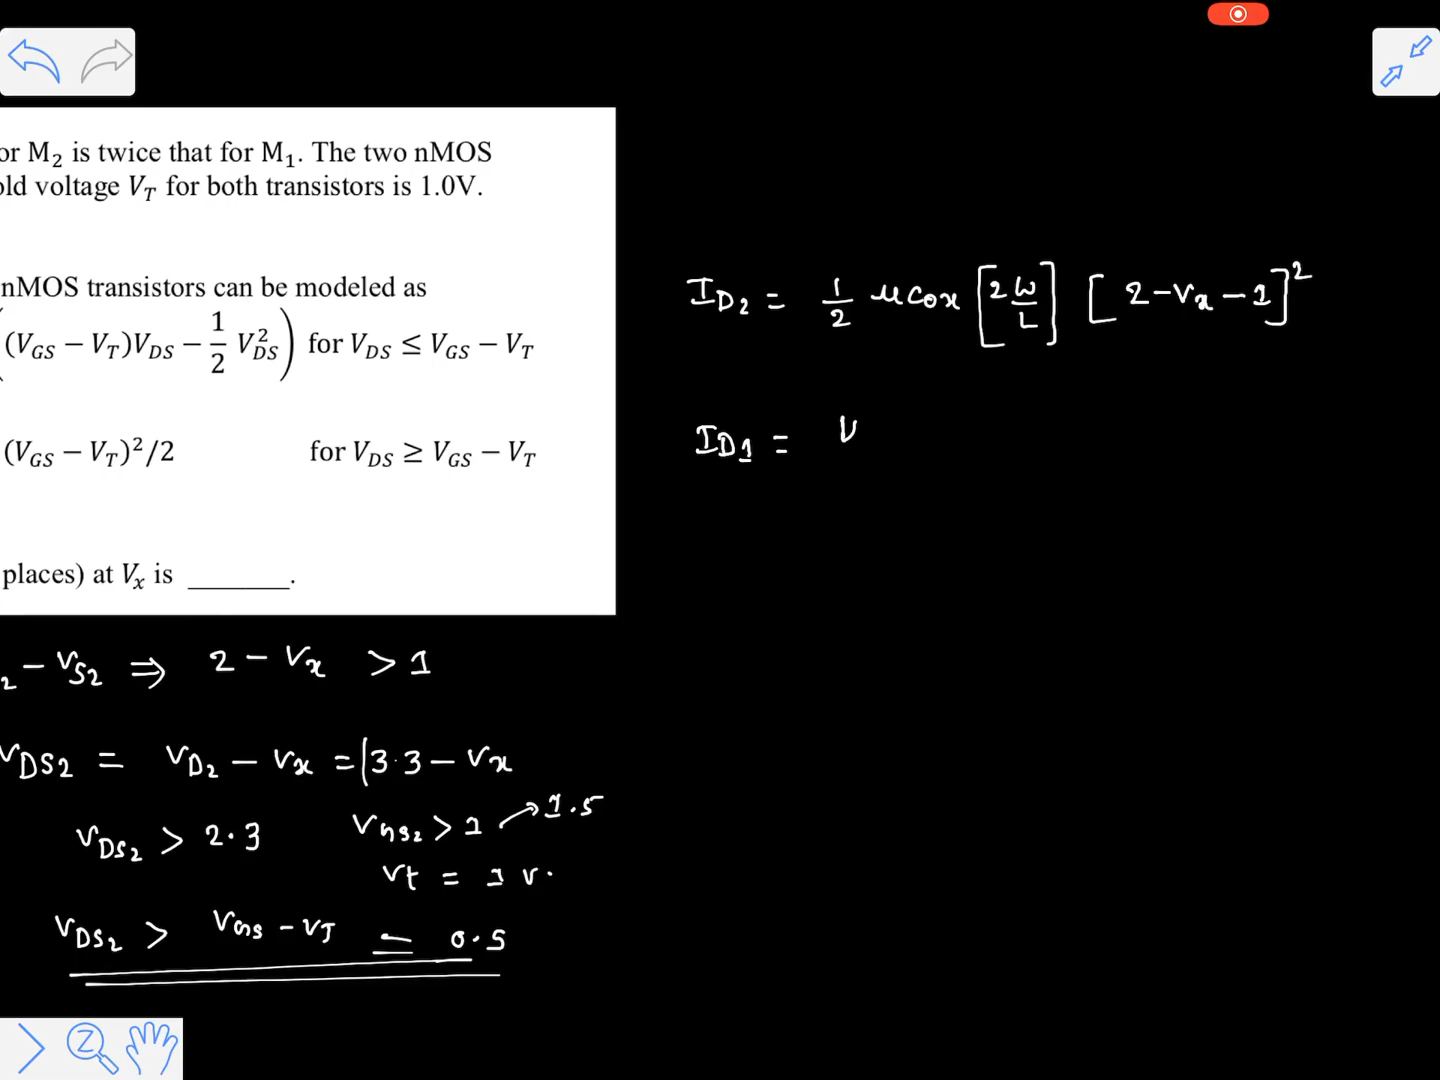 or M₂ is twice that for M₁. The two nMOS
old voltage V_T for both transistors is 1.0V.
nMOS transistors can be modeled as
((V_GS − V_T)V_DS − 1/2 V_DS²) for V_DS ≤ V_GS − V_T
(V_GS − V_T)²/2 for V_DS ≥ V_GS − V_T
places) at V_x is ________.
I_D2 = 1/2 μCox [2 W/L] [2 − Vx − 1]²
I_D1 = V
2 − V_S2 ⇒ 2 − Vx > 1
V_DS2 = V_D2 − Vx = |3.3 − Vx
V_DS2 > 2.3 V_GS2 > 1 → 1.5
Vt = 1 V.
V_DS2 > V_GS − V_T = 0.5
Z